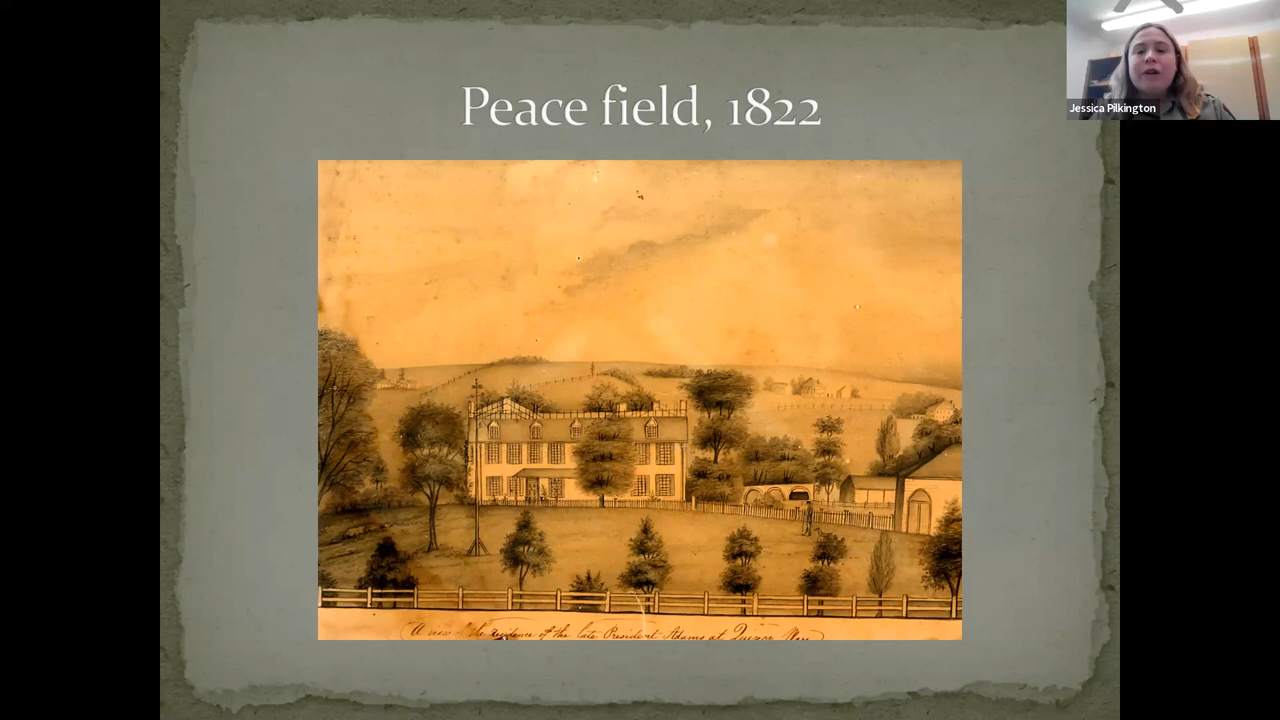 Peace field, 1822
Jessica Pilkington
A view of the residence of the late President Adams at Quincy